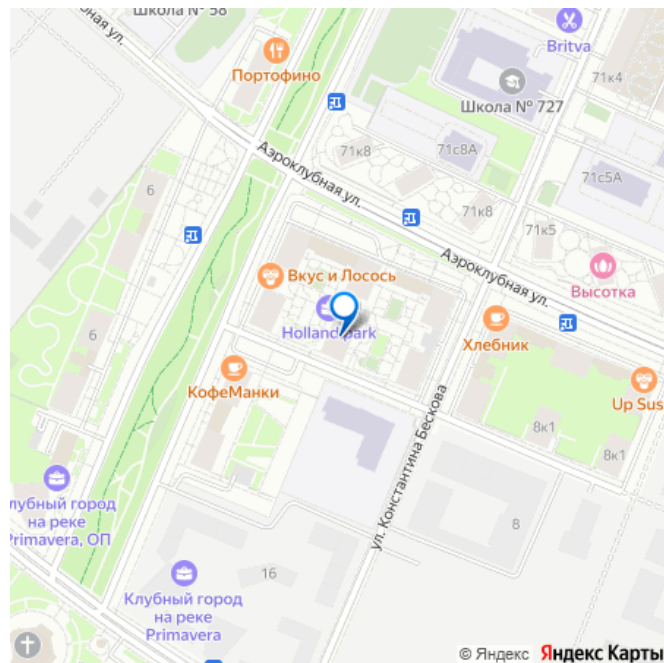 Школа № 58
Портофино
Britva
71к4
Школа № 727
71к8
71с8А
71с5А
Аэроклубная ул.
6
71к8
71к5
Аэроклубная ул.
Вкус и Лосось
Высотка
Holland park
Хлебник
6
КофеМанки
Up Sus
8к1
8к1
ул. Константина Бескова
лубный город
на реке
Primavera, ОП
8
16
Клубный город
на реке
Primavera
© Яндекс Яндекс Карты